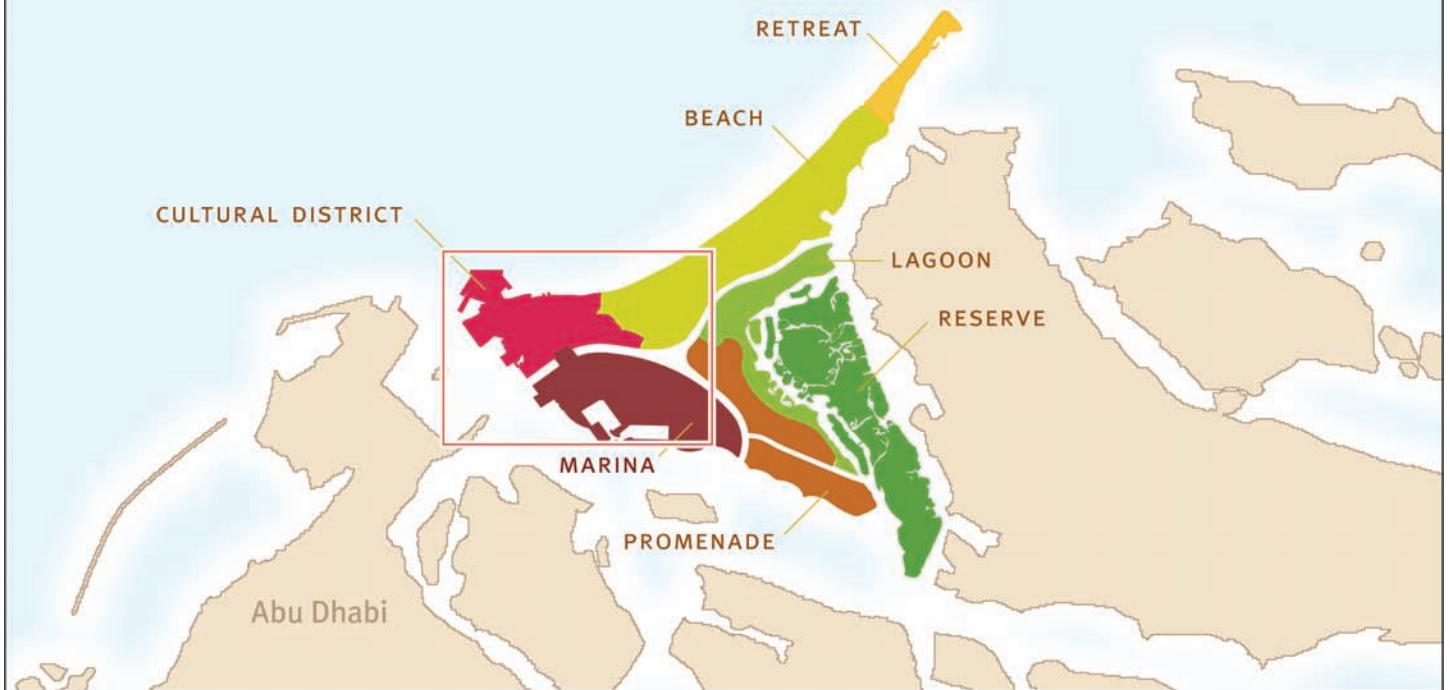 RETREAT
BEACH
CULTURAL DISTRICT
LAGOON
RESERVE
MARINA
PROMENADE
Abu Dhabi